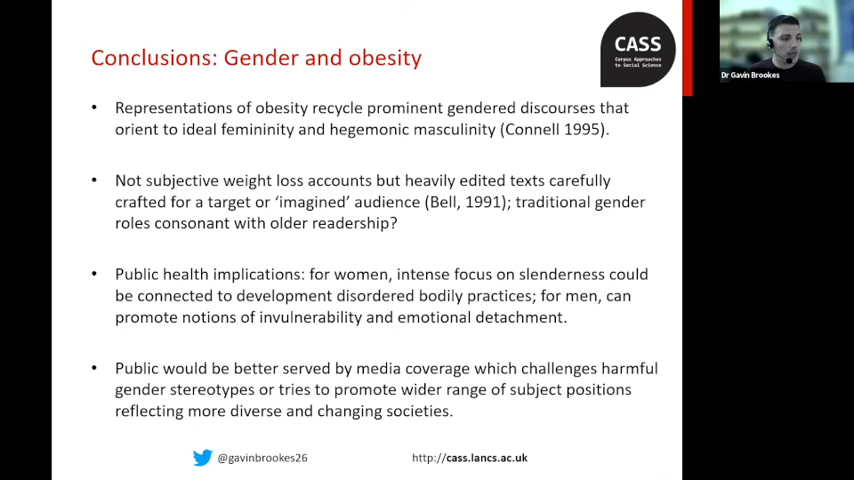 Conclusions: Gender and obesity
CASS
Corpus Approaches
to Social Science
Dr Gavin Brookes
• Representations of obesity recycle prominent gendered discourses that
orient to ideal femininity and hegemonic masculinity (Connell 1995).
• Not subjective weight loss accounts but heavily edited texts carefully
crafted for a target or ‘imagined’ audience (Bell, 1991); traditional gender
roles consonant with older readership?
• Public health implications: for women, intense focus on slenderness could
be connected to development disordered bodily practices; for men, can
promote notions of invulnerability and emotional detachment.
• Public would be better served by media coverage which challenges harmful
gender stereotypes or tries to promote wider range of subject positions
reflecting more diverse and changing societies.
@gavinbrookes26
http://cass.lancs.ac.uk